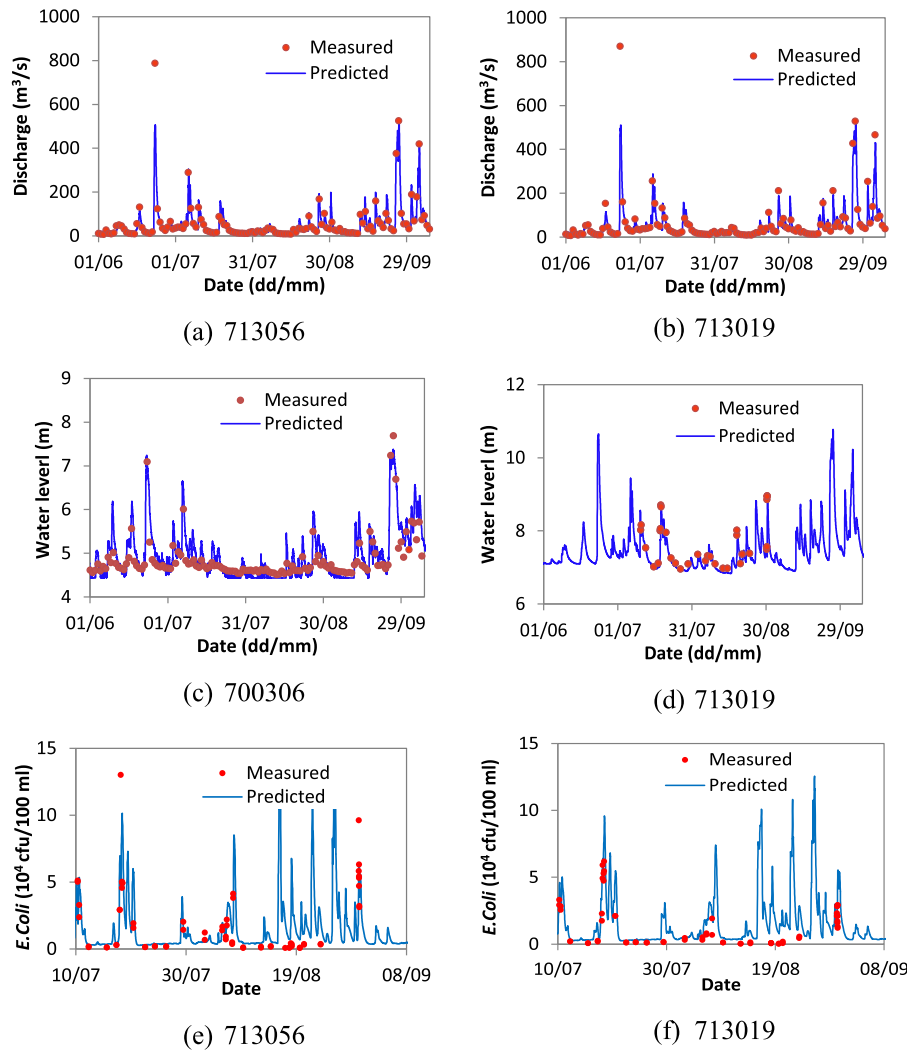 1000
800
600
400
200
0
Discharge (m³/s)
Measured
Predicted
01/06 01/07 31/07 30/08 29/09
Date (dd/mm)
(a) 713056
1000
800
600
400
200
0
Discharge (m³/s)
Measured
Predicted
01/06 01/07 31/07 30/08 29/09
Date (dd/mm)
(b) 713019
9
8
7
6
5
4
Water leverl (m)
Measured
Predicted
01/06 01/07 30/08 29/09
Date (dd/mm)
(c) 700306
12
10
8
6
Water leverl (m)
Measured
Predicted
01/06 01/07 31/07 30/08 29/09
Date (dd/mm)
(d) 713019
15
10
5
0
E.Coli (10⁴ cfu/100 ml)
Measured
Predicted
10/07 30/07 19/08 08/09
Date
(e) 713056
15
10
5
0
E.Coli (10⁴ cfu/100 ml)
Measured
Predicted
10/07 30/07 19/08 08/09
Date
(f) 713019